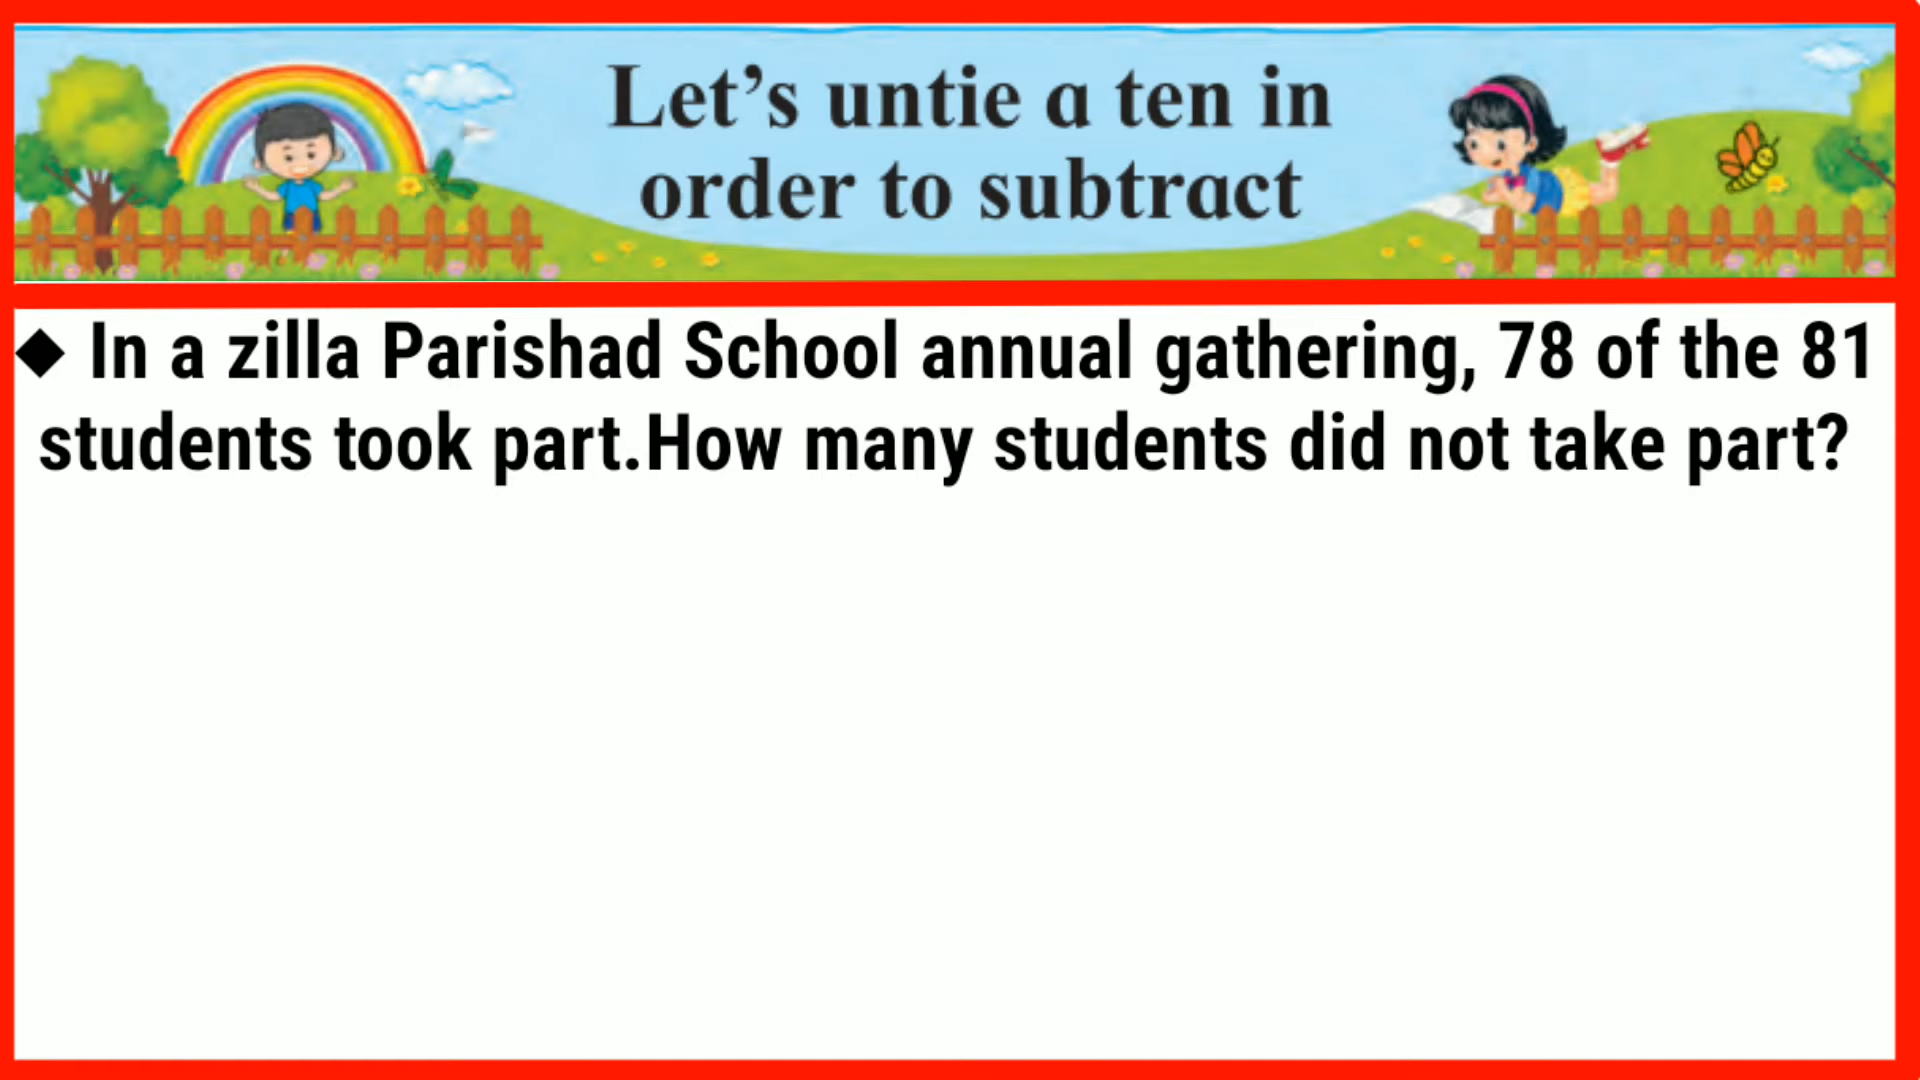 Let’s untie a ten in
order to subtract
◆ In a zilla Parishad School annual gathering, 78 of the 81
students took part.How many students did not take part?